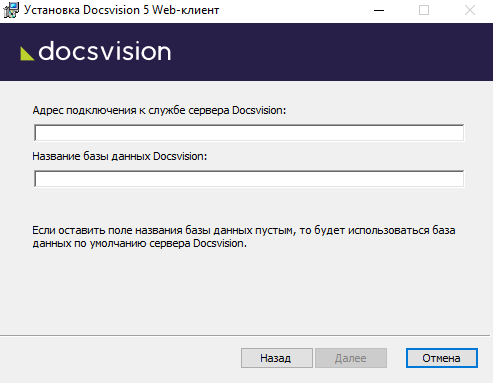 Установка Docsvision 5 Web-клиент
docsvision
Адрес подключения к службе сервера Docsvision:
Название базы данных Docsvision:
Если оставить поле названия базы данных пустым, то будет использоваться база
данных по умолчанию сервера Docsvision.
Назад Далее Отмена